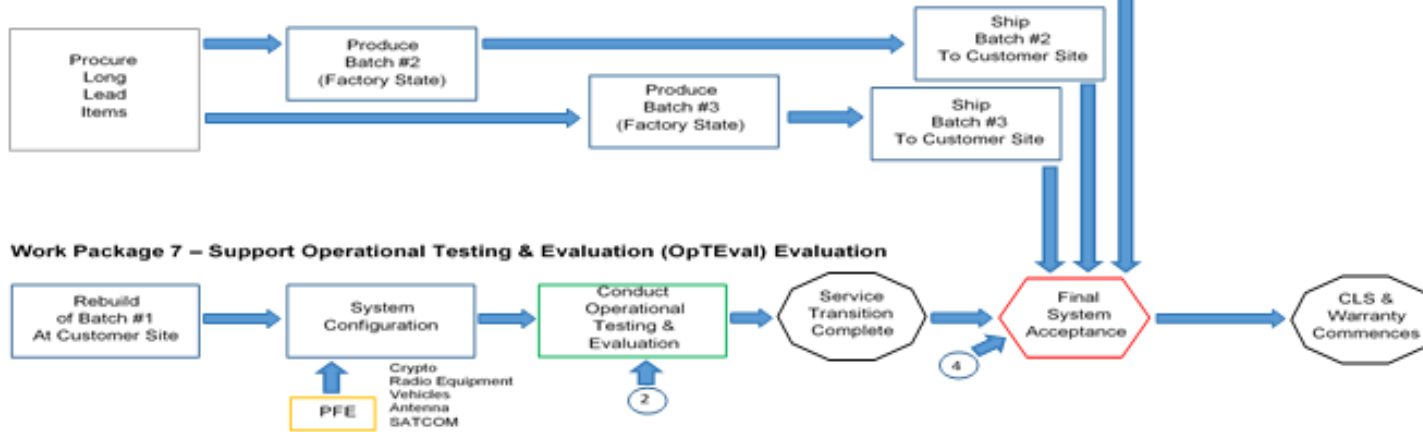 Procure
Long
Lead
Items
Produce
Batch #2
(Factory State)
Ship
Batch #2
To Customer Site
Produce
Batch #3
(Factory State)
Ship
Batch #3
To Customer Site
Work Package 7 – Support Operational Testing & Evaluation (OpTEval) Evaluation
Rebuild
of Batch #1
At Customer Site
System
Configuration
Conduct
Operational
Testing &
Evaluation
Service
Transition
Complete
Final
System
Acceptance
CLS &
Warranty
Commences
PFE
Crypto
Radio Equipment
Vehicles
Antenna
SATCOM
2
4